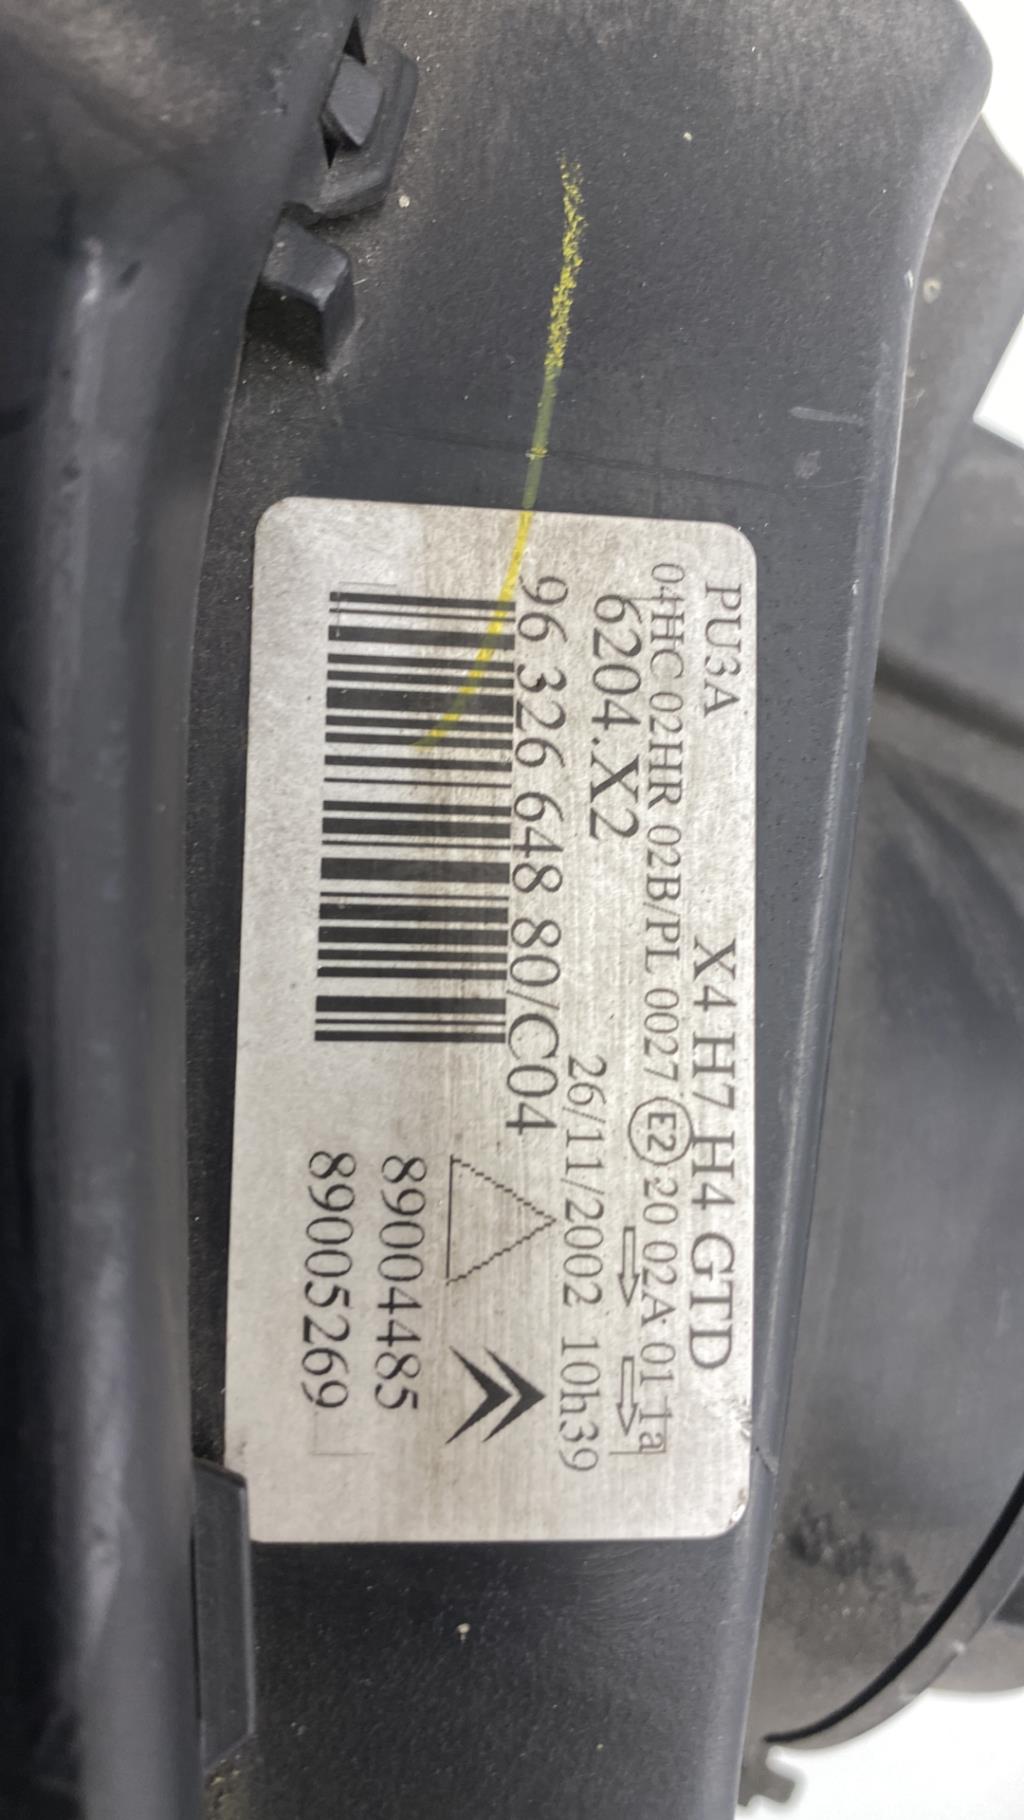 PU3A X4 H7 H4 GTD
04HC 02HR 02B/PL 0027 E2 20 02A 01 1a
6204.X2
26/11/2002 10h39
96 326 648 80/C04
89004485
89005269